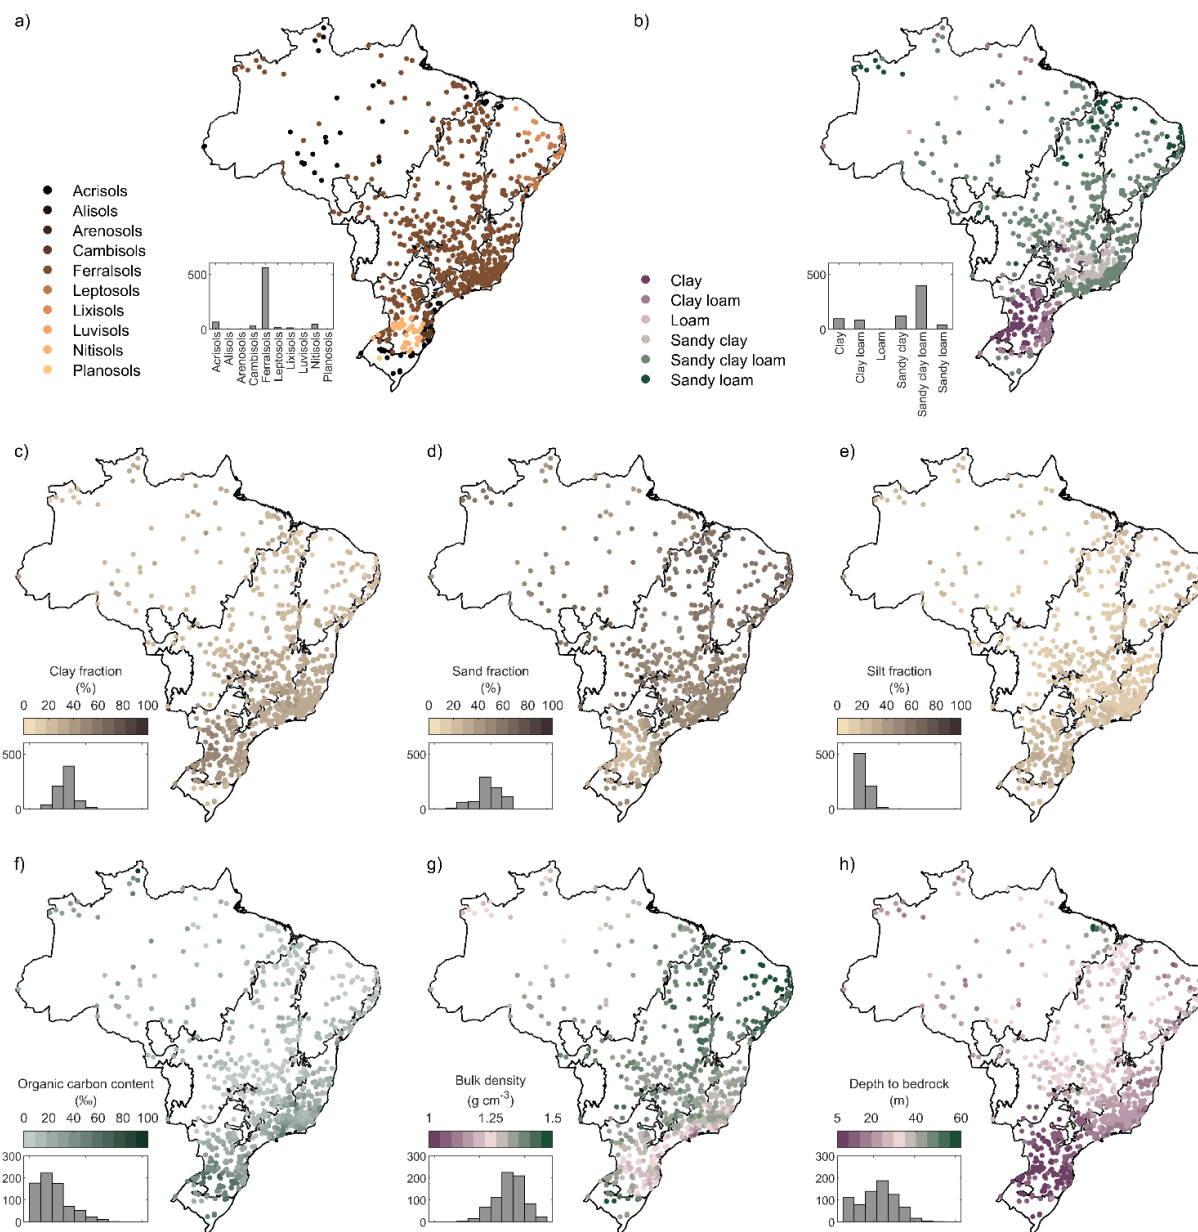 a)
Acrisols
Alisols
Arenosols
Cambisols
Ferralsols
Leptosols
Lixisols
Luvisols
Nitisols
Planosols
500
0
Acrisols
Alisols
Arenosols
Cambisols
Ferralsols
Leptosols
Lixisols
Luvisols
Nitisols
Planosols
b)
Clay
Clay loam
Loam
Sandy clay
Sandy clay loam
Sandy loam
500
0
Clay
Clay loam
Loam
Sandy clay
Sandy clay loam
Sandy loam
c)
Clay fraction
(%)
0 20 40 60 80 100
500
0
d)
Sand fraction
(%)
0 20 40 60 80 100
500
0
e)
Silt fraction
(%)
0 20 40 60 80 100
500
0
f)
Organic carbon content
(‰)
0 20 40 60 80 100
300
200
100
0
g)
Bulk density
(g cm⁻³)
1 1.25 1.5
300
200
100
0
h)
Depth to bedrock
(m)
5 20 40 60
300
200
100
0